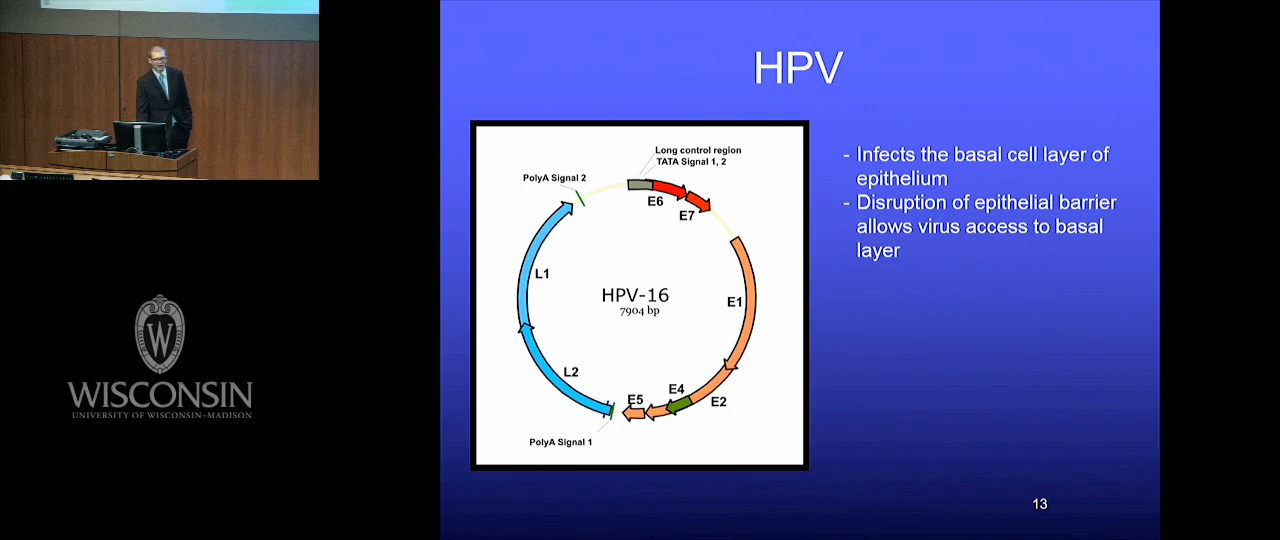 HPV
Long control region
TATA Signal 1, 2
PolyA Signal 2
E6
E7
L1
HPV-16
7904 bp
E1
L2
E4
E5
E2
PolyA Signal 1
- Infects the basal cell layer of
epithelium
- Disruption of epithelial barrier
allows virus access to basal
layer
13
W
WISCONSIN
UNIVERSITY OF WISCONSIN–MADISON